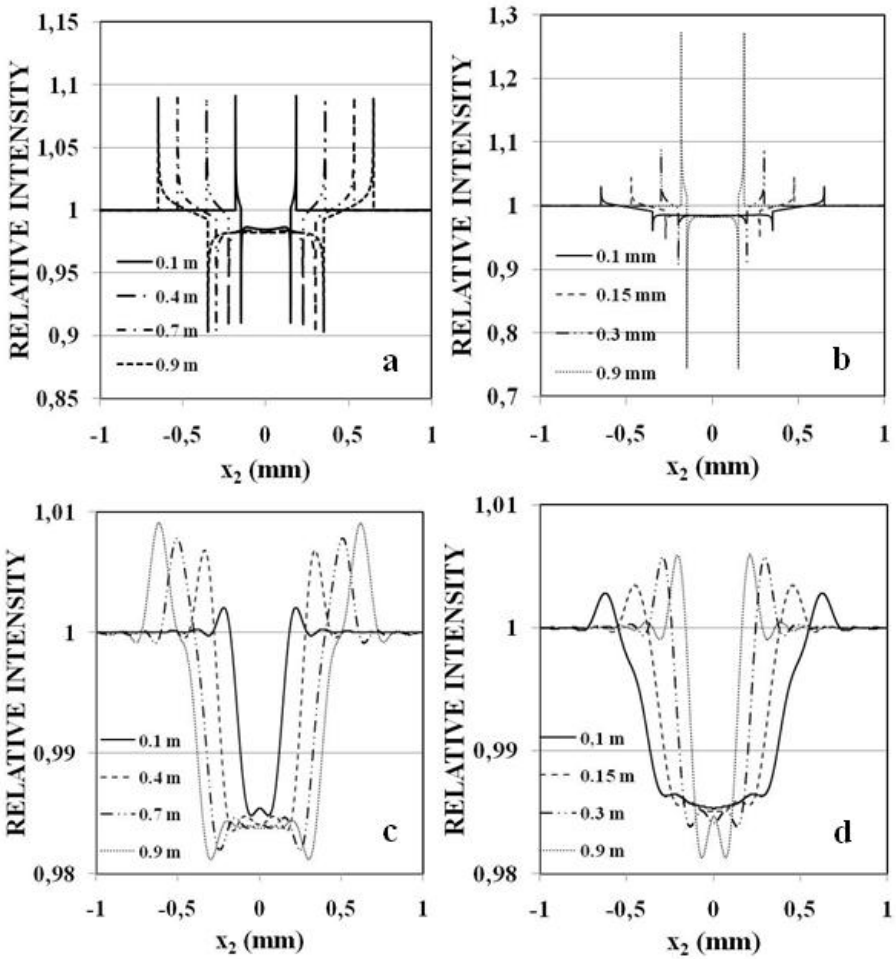 RELATIVE INTENSITY
1,15
1,1
1,05
1
0,95
0,9
0,85
0.1 m
0.4 m
0.7 m
0.9 m
a
-1 -0,5 0 0,5 1
x2 (mm)
RELATIVE INTENSITY
1,3
1,2
1,1
1
0,9
0,8
0,7
0.1 mm
0.15 mm
0.3 mm
0.9 mm
b
-1 -0,5 0 0,5 1
x2 (mm)
RELATIVE INTENSITY
1,01
1
0,99
0,98
0.1 m
0.4 m
0.7 m
0.9 m
c
-1 -0,5 0 0,5 1
x2 (mm)
RELATIVE INTENSITY
1,01
1
0,99
0,98
0,1 m
0.15 m
0.3 m
0.9 m
d
-1 -0,5 0 0,5 1
x2 (mm)